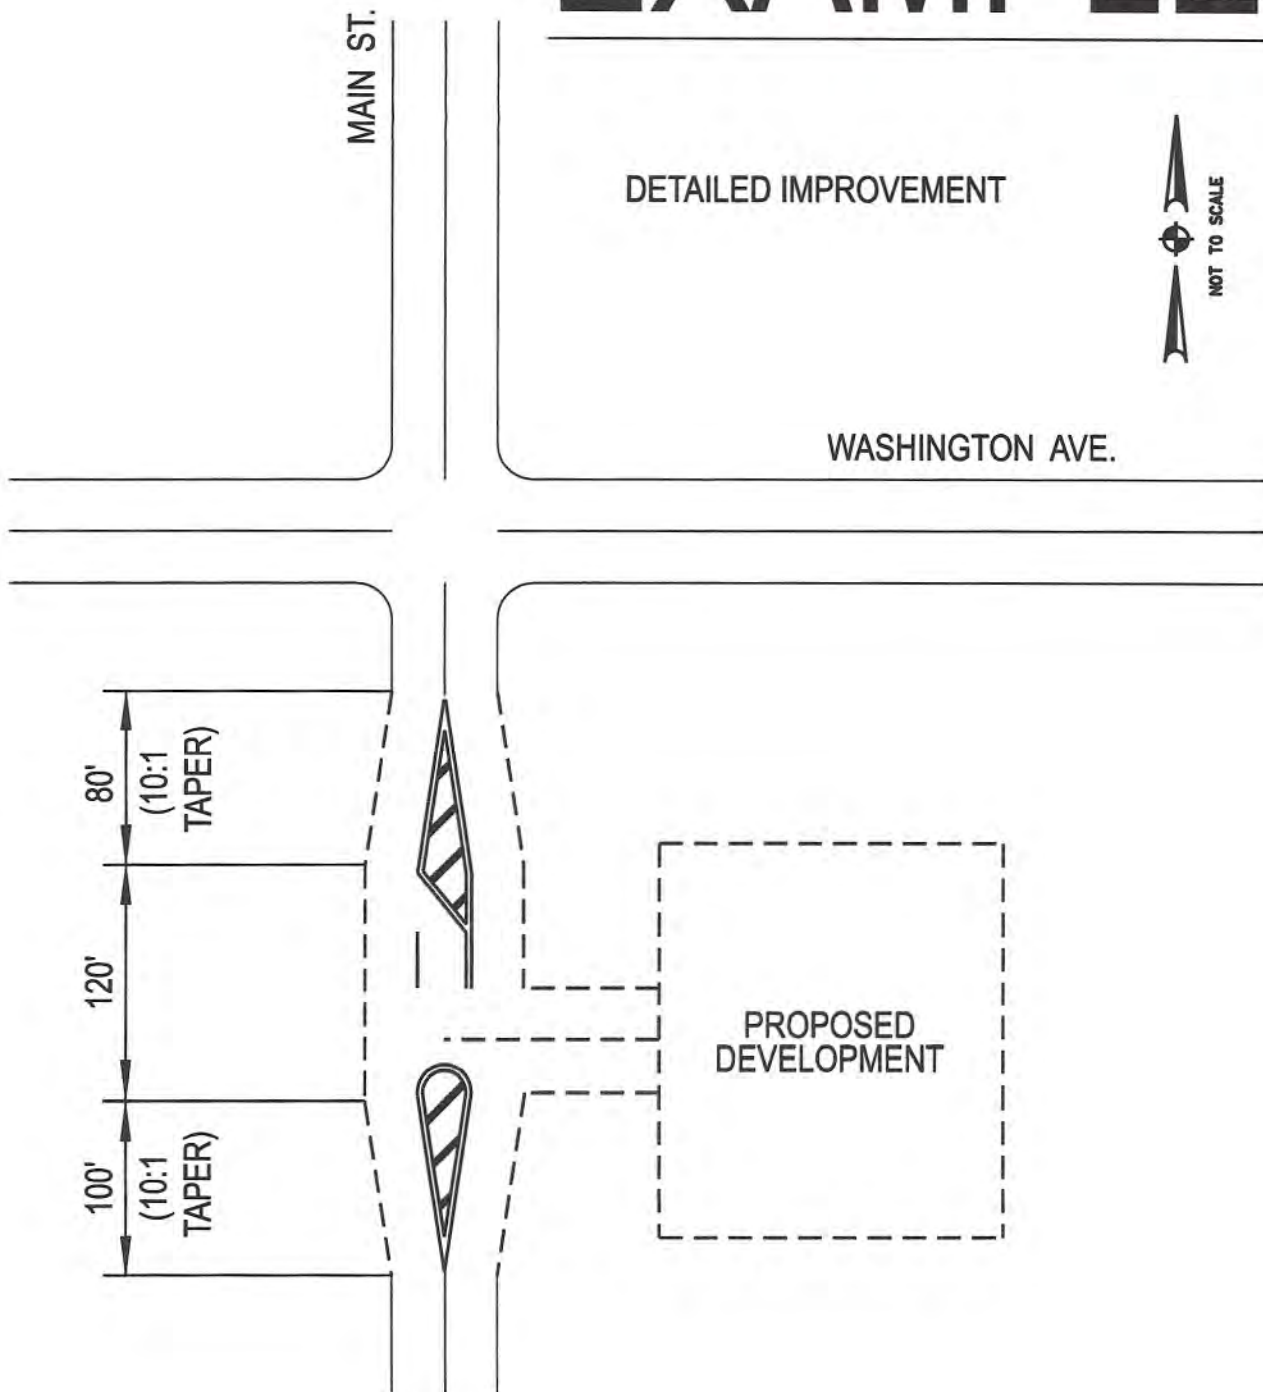 MAIN ST.
DETAILED IMPROVEMENT
NOT TO SCALE
WASHINGTON AVE.
80'
(10:1
TAPER)
120'
PROPOSED
DEVELOPMENT
100'
(10:1
TAPER)